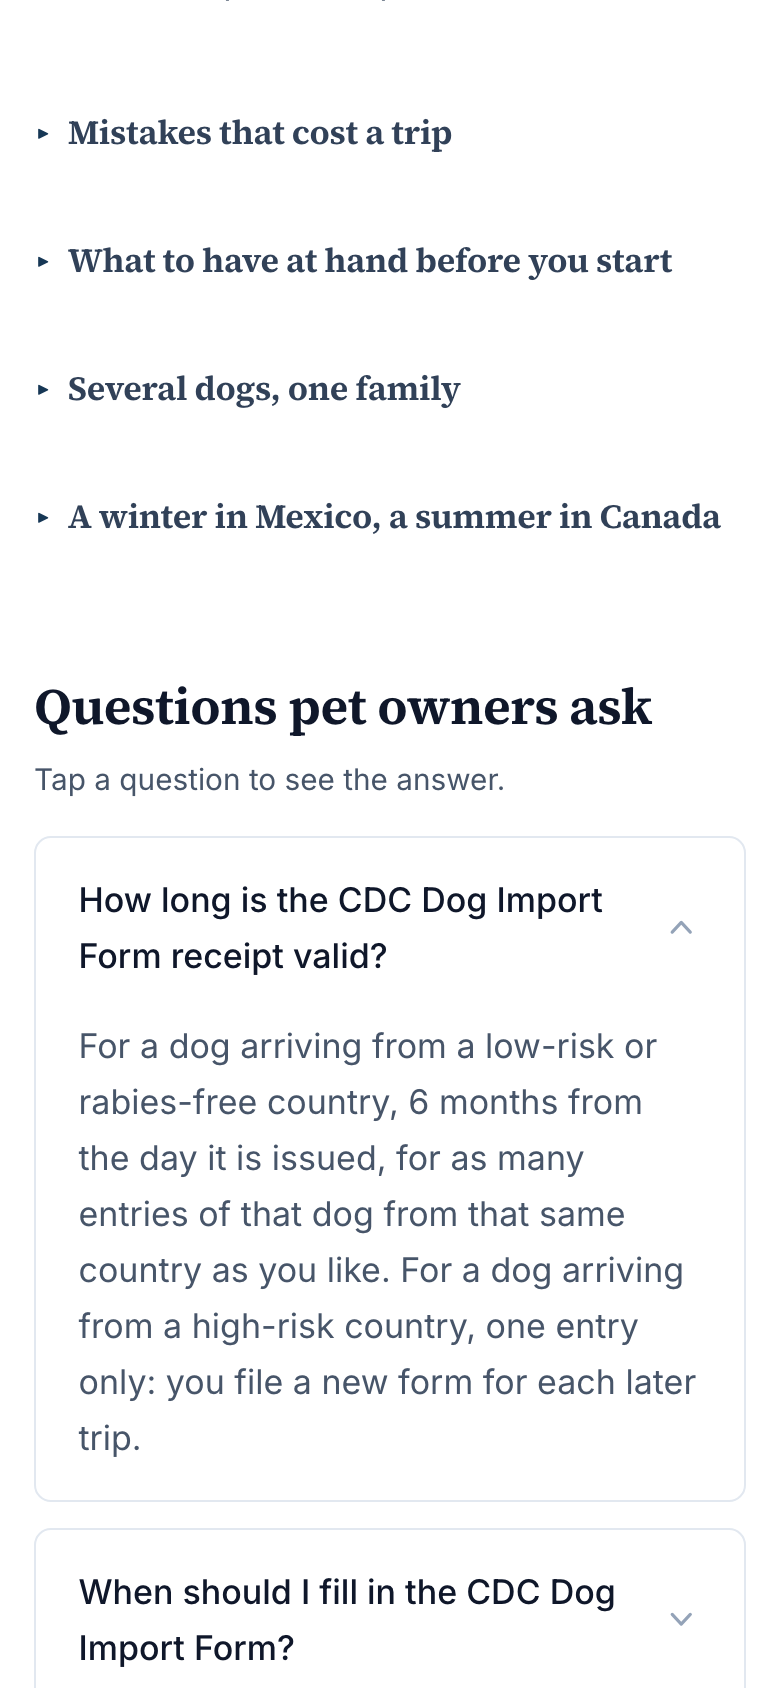 Mistakes that cost a trip
What to have at hand before you start
Several dogs, one family
A winter in Mexico, a summer in Canada
Questions pet owners ask
Tap a question to see the answer.
How long is the CDC Dog Import
Form receipt valid?
For a dog arriving from a low-risk or
rabies-free country, 6 months from
the day it is issued, for as many
entries of that dog from that same
country as you like. For a dog arriving
from a high-risk country, one entry
only: you file a new form for each later
trip.
When should I fill in the CDC Dog
Import Form?